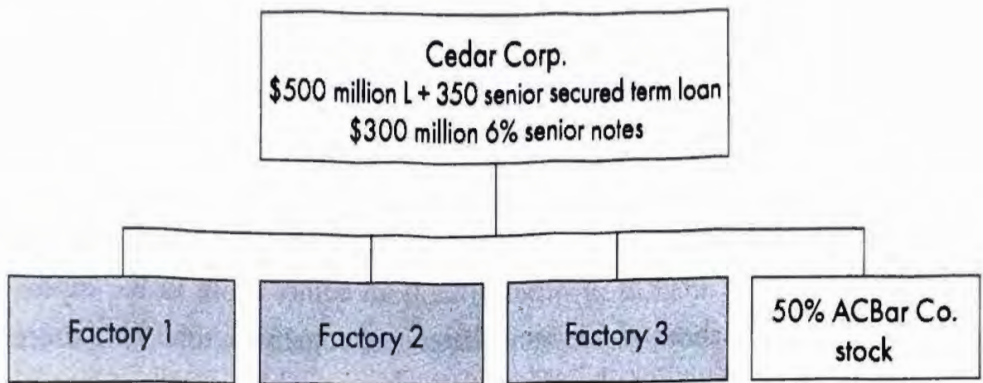 Cedar Corp.
$500 million L + 350 senior secured term loan
$300 million 6% senior notes
Factory 1
Factory 2
Factory 3
50% ACBar Co.
stock